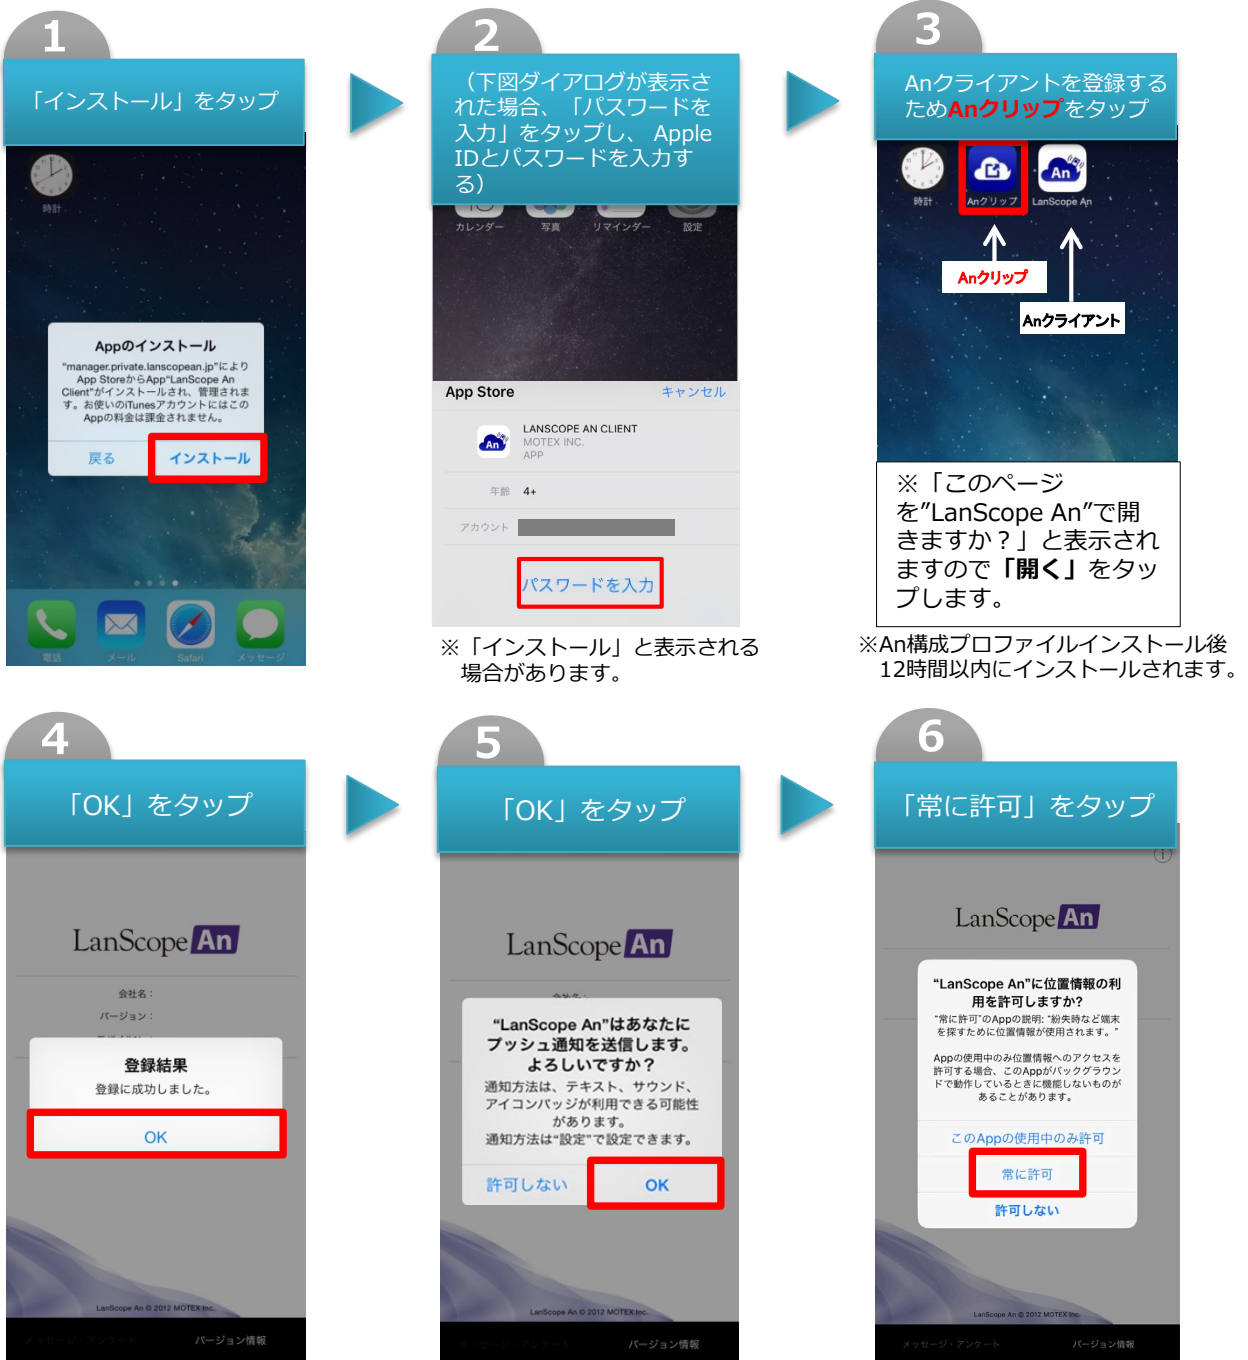 1
「インストール」をタップ
時計
Appのインストール
“manager.private.lanscopean.jp”により
App StoreからApp“LanScope An
Client”がインストールされ、管理されま
す。お使いのiTunesアカウントにはこの
Appの料金は課金されません。
戻る
インストール
電話
メール
Safari
メッセージ
2
（下図ダイアログが表示さ
れた場合、「パスワードを
入力」をタップし、 Apple
IDとパスワードを入力す
る）
カレンダー
写真
リマインダー
設定
App Store
キャンセル
An
LANSCOPE AN CLIENT
MOTEX INC.
APP
年齢 4+
アカウント
パスワードを入力
※「インストール」と表示される
場合があります。
3
Anクライアントを登録する
ためAnクリップをタップ
時計
Anクリップ
An
LanScope An
Anクリップ
Anクライアント
※「このページ
を”LanScope An”で開
きますか？」と表示され
ますので「開く」をタッ
プします。
※An構成プロファイルインストール後
12時間以内にインストールされます。
4
「OK」をタップ
LanScope An
会社名：
バージョン：
登録結果
登録に成功しました。
OK
LanScope An © 2012 MOTEX Inc.
メッセージ・アンケート
バージョン情報
5
「OK」をタップ
LanScope An
会社名：
“LanScope An”はあなたに
プッシュ通知を送信します。
よろしいですか？
通知方法は、テキスト、サウンド、
アイコンバッジが利用できる可能性
があります。
通知方法は“設定”で設定できます。
許可しない
OK
LanScope An © 2012 MOTEX Inc.
メッセージ・アンケート
バージョン情報
6
「常に許可」をタップ
LanScope An
“LanScope An”に位置情報の利
用を許可しますか?
“常に許可”のAppの説明: “紛失時など端末
を探すために位置情報が使用されます。”
Appの使用中のみ位置情報へのアクセスを
許可する場合、このAppがバックグラウン
ドで動作しているときに機能しないものが
あることがあります。
このAppの使用中のみ許可
常に許可
許可しない
LanScope An © 2012 MOTEX Inc.
メッセージ・アンケート
バージョン情報